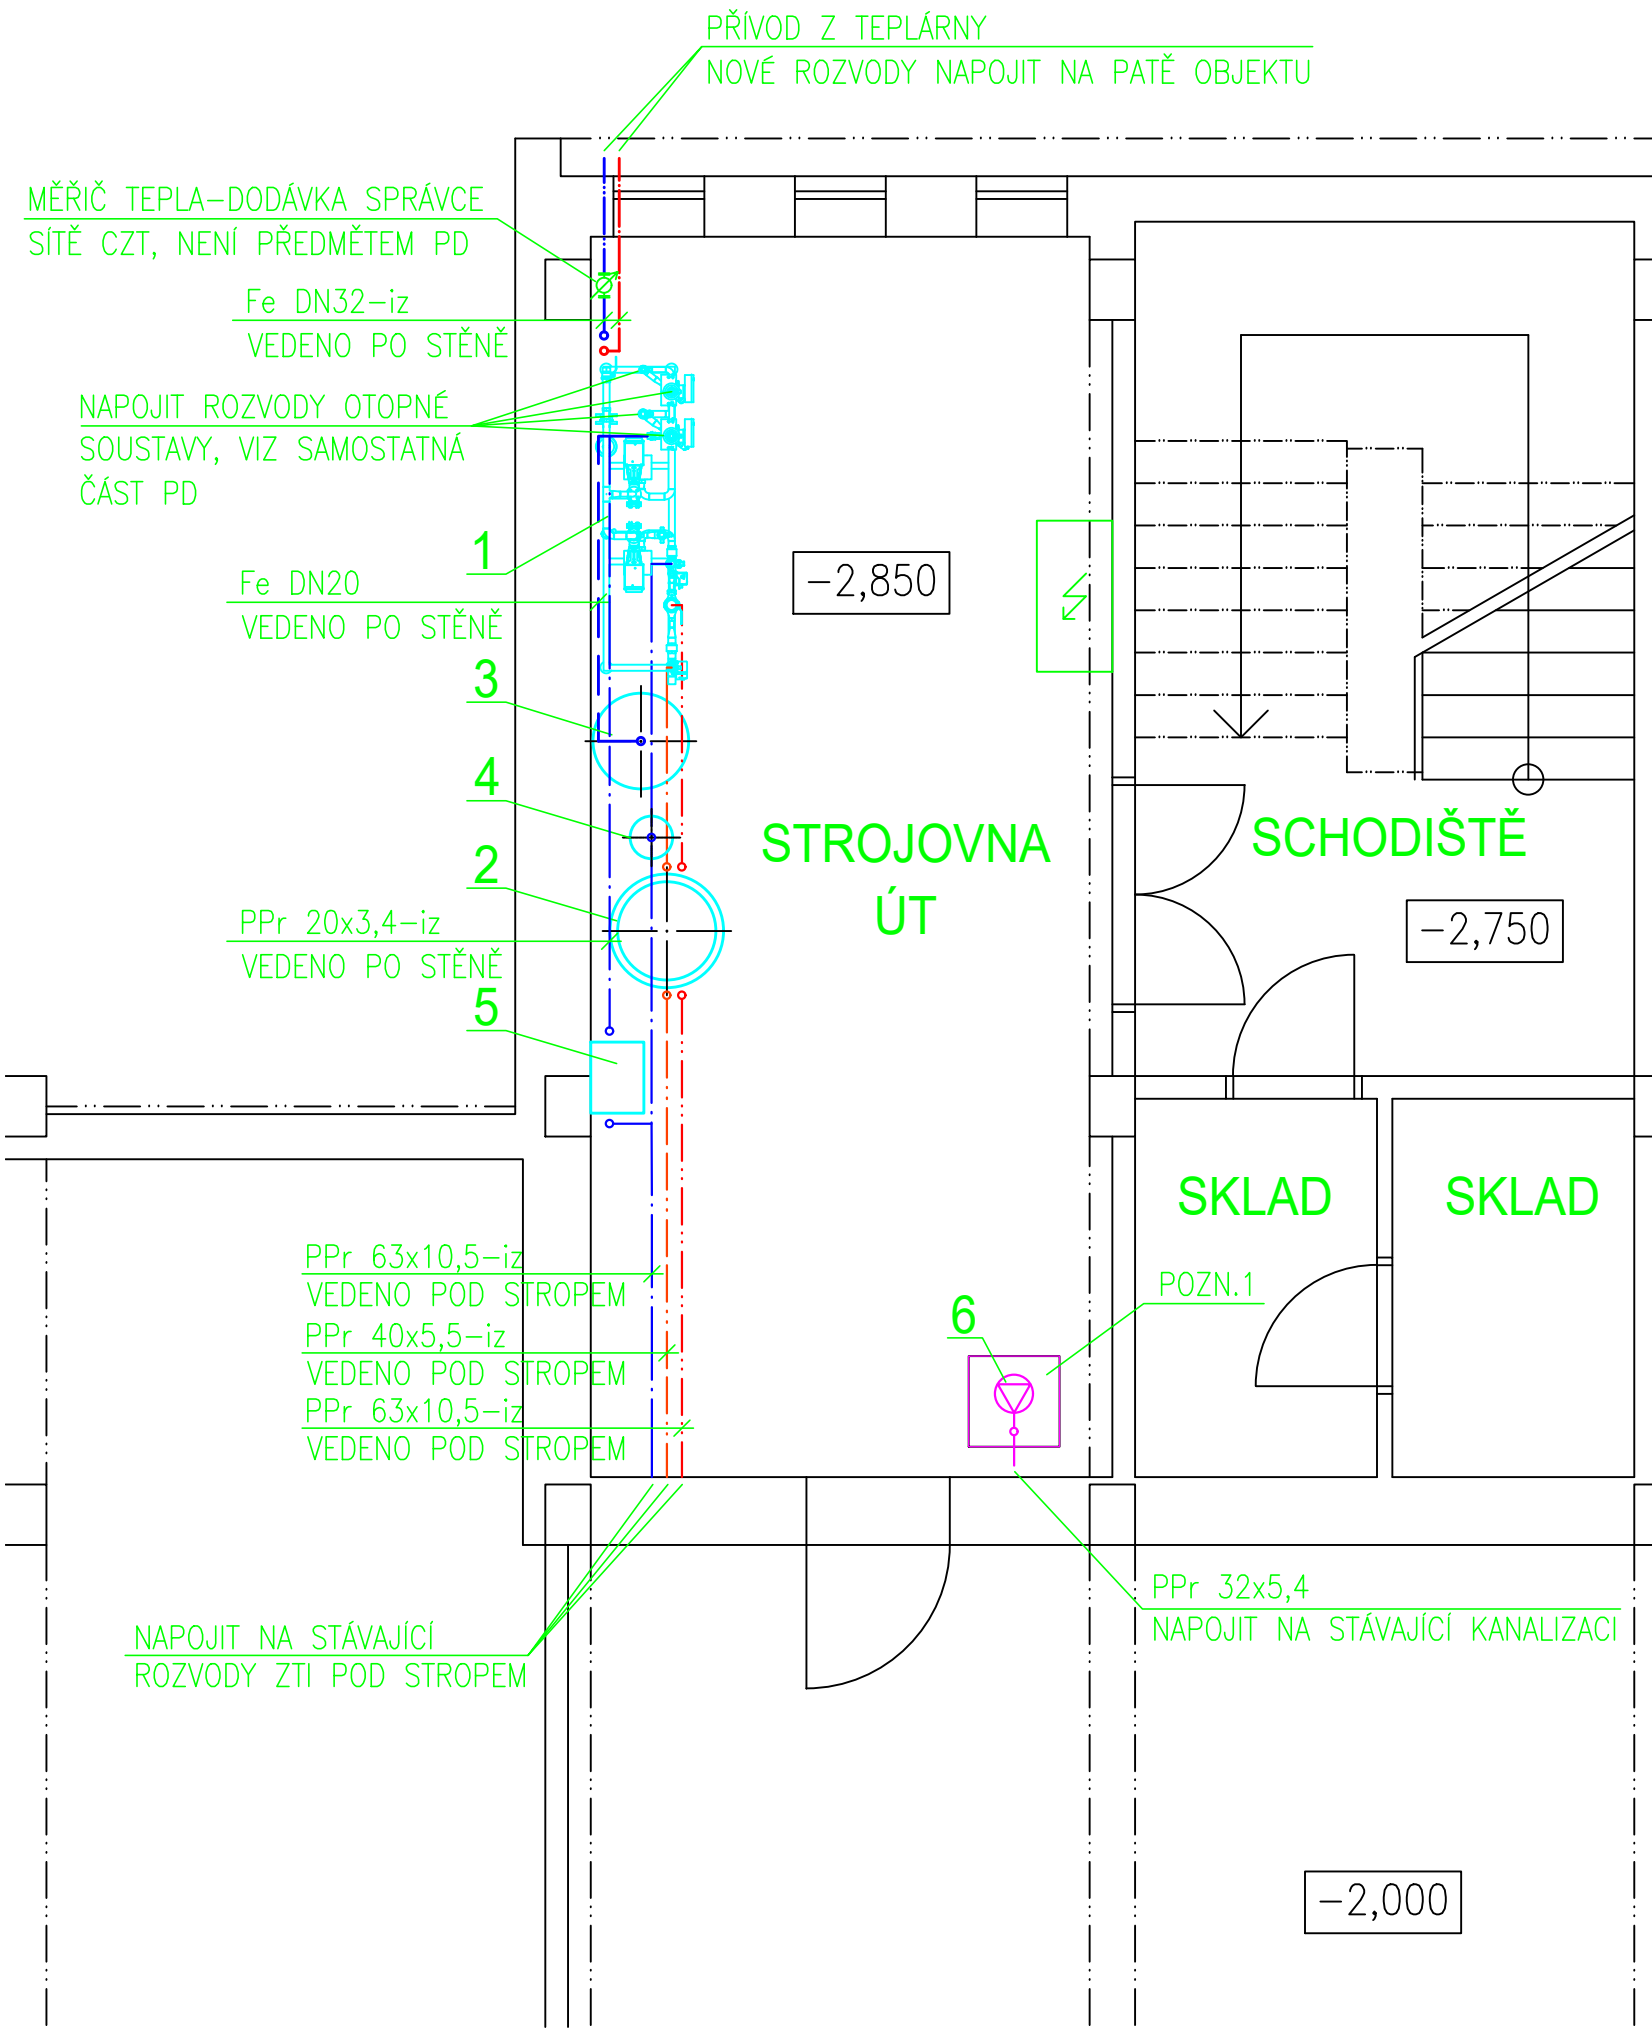 PŘÍVOD Z TEPLÁRNY
NOVÉ ROZVODY NAPOJIT NA PATĚ OBJEKTU
MĚŘIČ TEPLA-DODÁVKA SPRÁVCE
SÍTĚ CZT, NENÍ PŘEDMĚTEM PD
Fe DN32-iz
VEDENO PO STĚNĚ
NAPOJIT ROZVODY OTOPNÉ
SOUSTAVY, VIZ SAMOSTATNÁ
ČÁST PD
1
Fe DN20
VEDENO PO STĚNĚ
-2,850
3
4
STROJOVNA
ÚT
SCHODIŠTĚ
2
-2,750
PPr 20x3,4-iz
VEDENO PO STĚNĚ
5
SKLAD
SKLAD
PPr 63x10,5-iz
VEDENO POD STROPEM
PPr 40x5,5-iz
VEDENO POD STROPEM
PPr 63x10,5-iz
VEDENO POD STROPEM
6
POZN.1
PPr 32x5,4
NAPOJIT NA STÁVAJÍCÍ KANALIZACI
NAPOJIT NA STÁVAJÍCÍ
ROZVODY ZTI POD STROPEM
-2,000